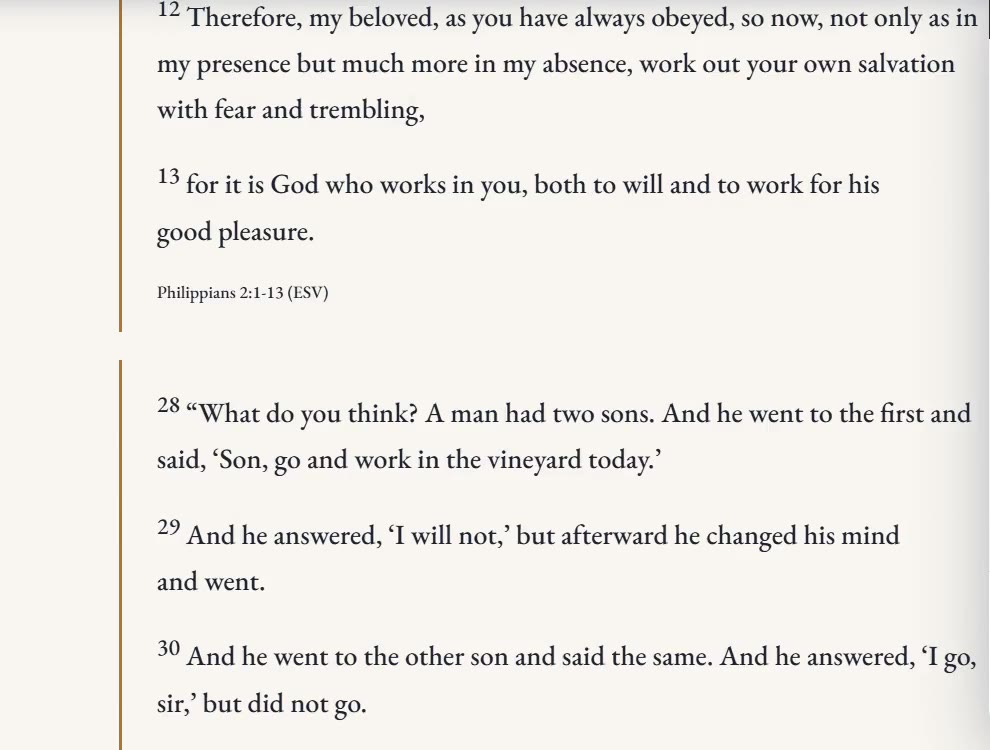 12 Therefore, my beloved, as you have always obeyed, so now, not only as in
my presence but much more in my absence, work out your own salvation
with fear and trembling,
13 for it is God who works in you, both to will and to work for his
good pleasure.
Philippians 2:1-13 (ESV)
28 “What do you think? A man had two sons. And he went to the first and
said, ‘Son, go and work in the vineyard today.’
29 And he answered, ‘I will not,’ but afterward he changed his mind
and went.
30 And he went to the other son and said the same. And he answered, ‘I go,
sir,’ but did not go.